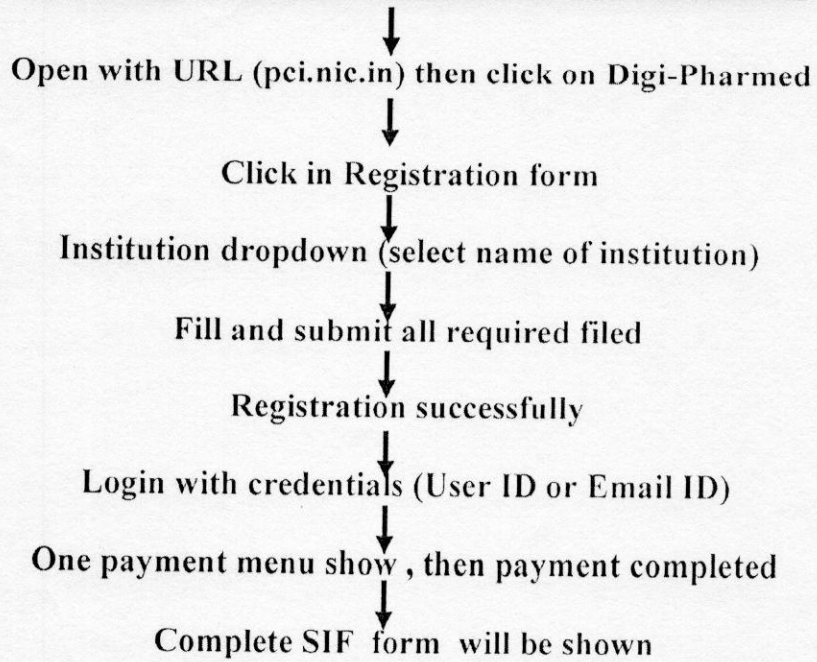 Open with URL (pci.nic.in) then click on Digi-Pharmed
Click in Registration form
Institution dropdown (select name of institution)
Fill and submit all required filed
Registration successfully
Login with credentials (User ID or Email ID)
One payment menu show , then payment completed
Complete SIF form will be shown